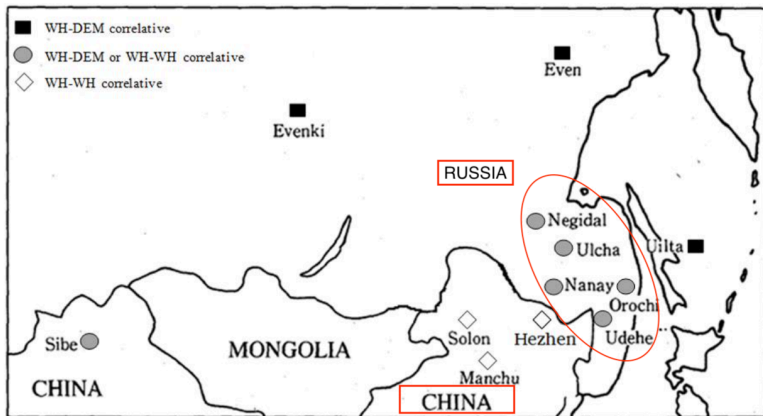 WH-DEM correlative
WH-DEM or WH-WH correlative
WH-WH correlative
Even
Evenki
RUSSIA
Negidal
Ulcha
Uilta
Nanay
Orochi
Solon
Hezhen
Udehe
Sibe
MONGOLIA
Manchu
CHINA
CHINA